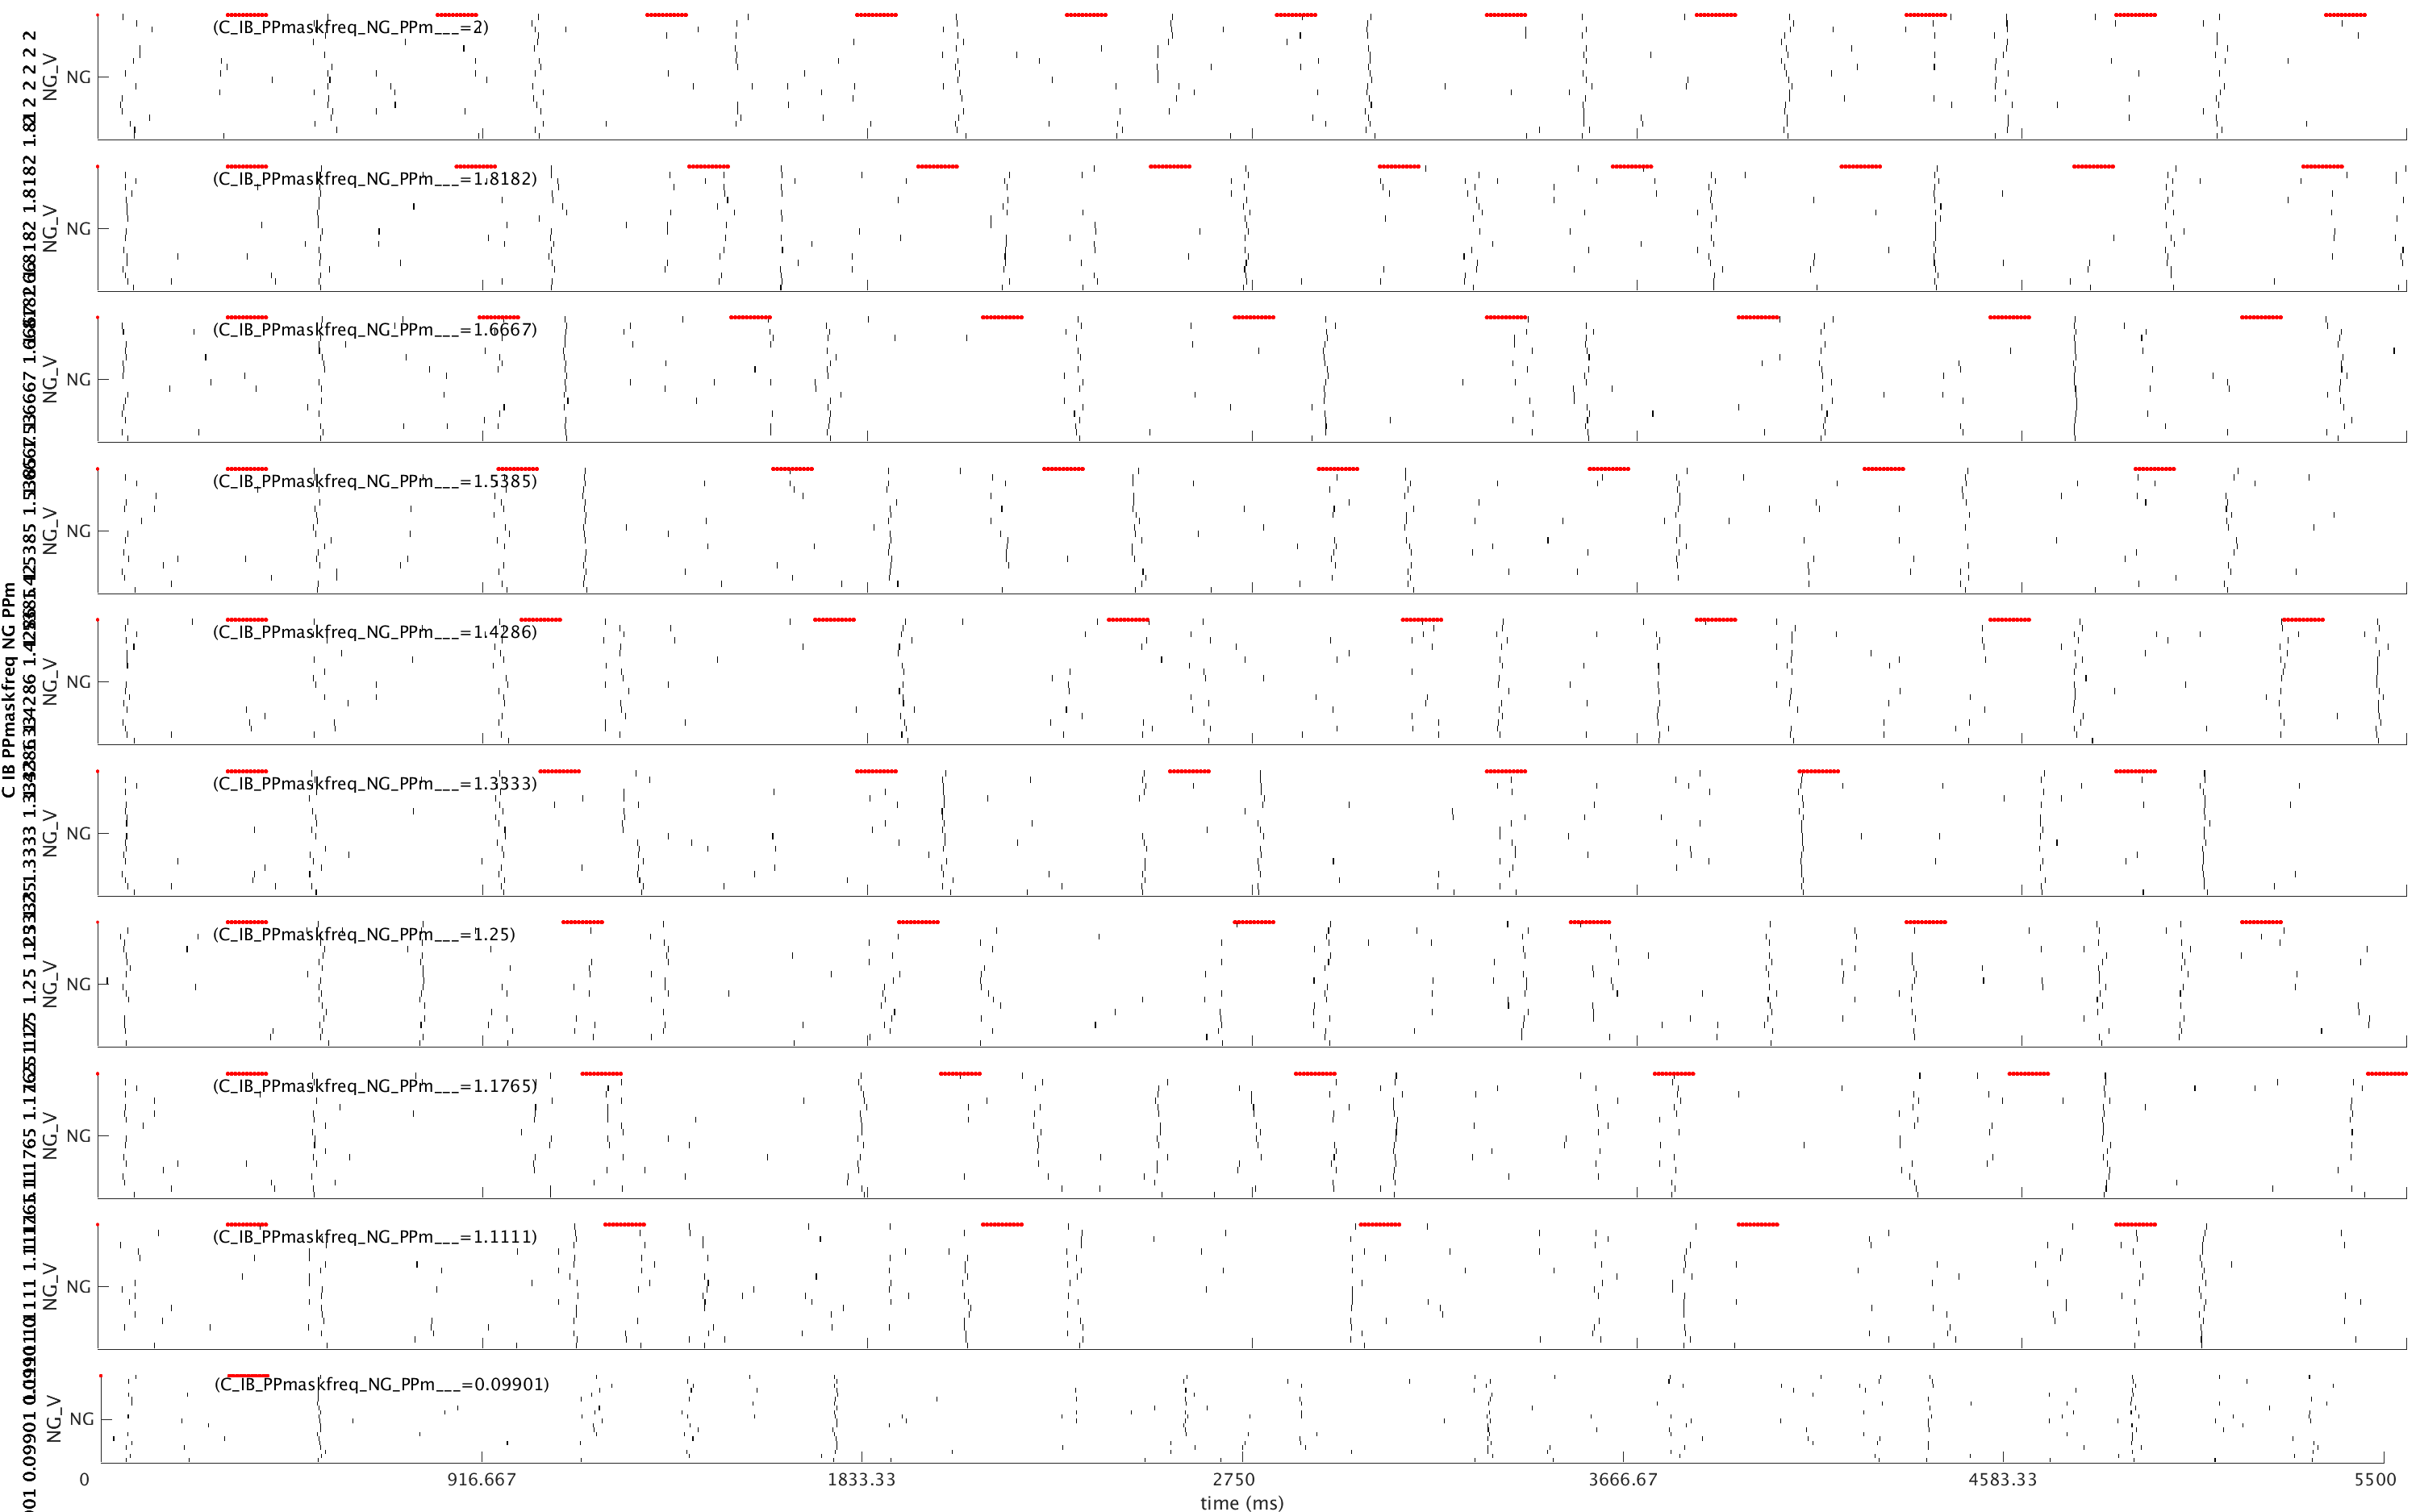 C IB PPmaskfreq NG PPm
(C_IB_PPmaskfreq_NG_PPm___=2)
NG_V
NG
(C_IB_PPmaskfreq_NG_PPm___=1.8182)
NG_V
NG
(C_IB_PPmaskfreq_NG_PPm___=1.6667)
NG_V
NG
(C_IB_PPmaskfreq_NG_PPm___=1.5385)
NG_V
NG
(C_IB_PPmaskfreq_NG_PPm___=1.4286)
NG_V
NG
(C_IB_PPmaskfreq_NG_PPm___=1.3333)
NG_V
NG
(C_IB_PPmaskfreq_NG_PPm___=1.25)
NG_V
NG
(C_IB_PPmaskfreq_NG_PPm___=1.1765)
NG_V
NG
(C_IB_PPmaskfreq_NG_PPm___=1.1111)
NG_V
NG
(C_IB_PPmaskfreq_NG_PPm___=0.09901)
NG_V
NG
0 916.667 1833.33 2750 3666.67 4583.33 5500
time (ms)